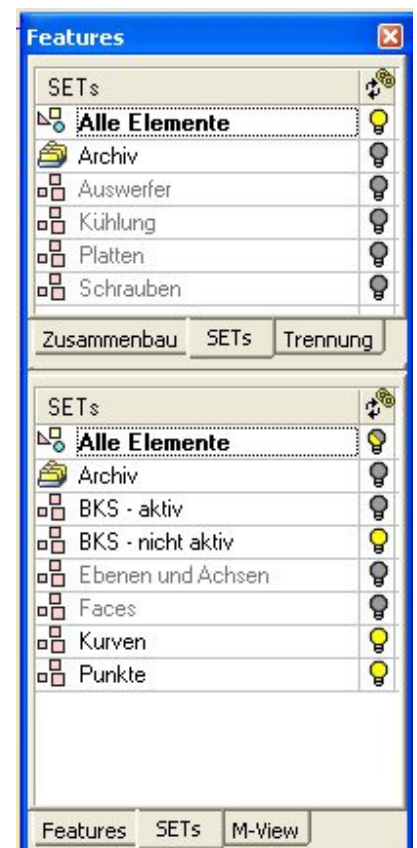 Features
SETs
Alle Elemente
Archiv
Auswerfer
Kühlung
Platten
Schrauben
Zusammenbau SETs Trennung
SETs
Alle Elemente
Archiv
BKS - aktiv
BKS - nicht aktiv
Ebenen und Achsen
Faces
Kurven
Punkte
Features SETs M-View